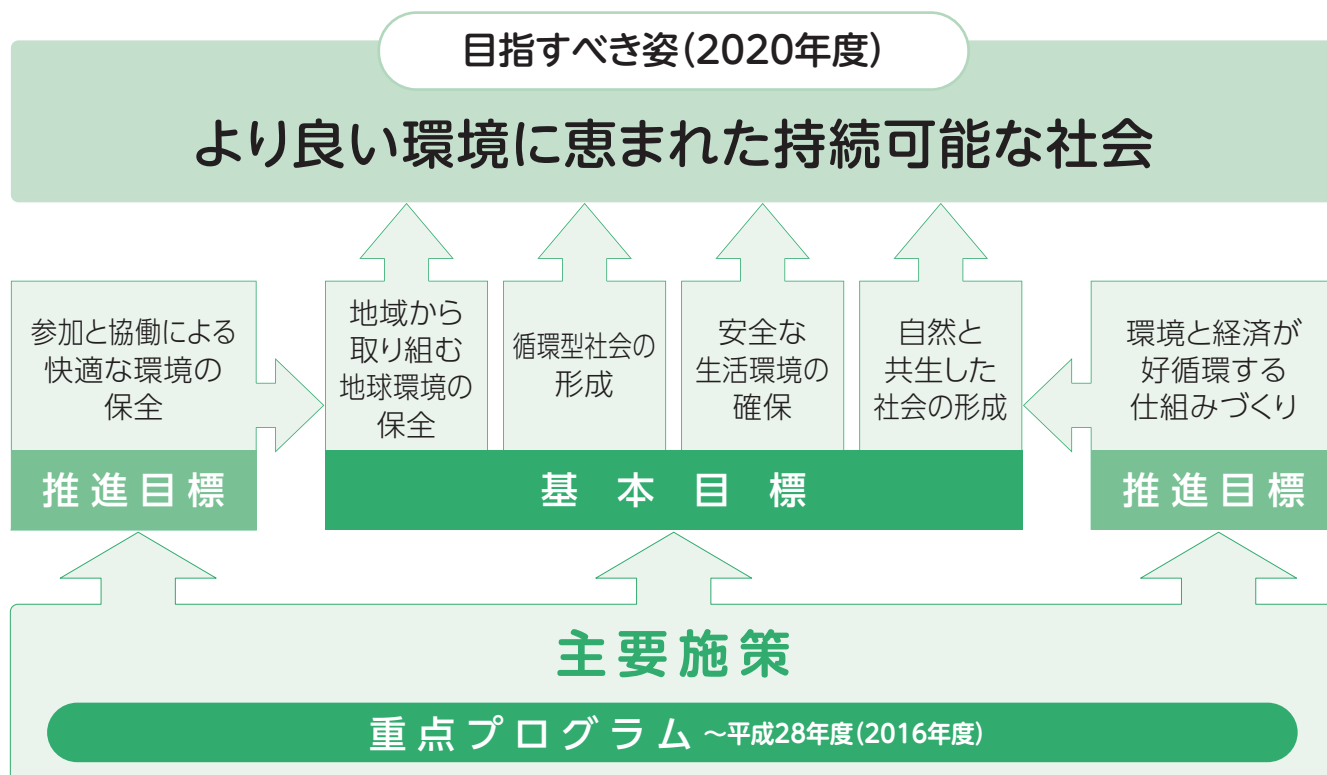 目指すべき姿(2020年度)
より良い環境に恵まれた持続可能な社会
参加と協働による
快適な環境の
保全
推進目標
地域から
取り組む
地球環境の
保全
循環型社会の
形成
安全な
生活環境の
確保
自然と
共生した
社会の形成
基本目標
環境と経済が
好循環する
仕組みづくり
推進目標
主要施策
重点プログラム ～平成28年度(2016年度)